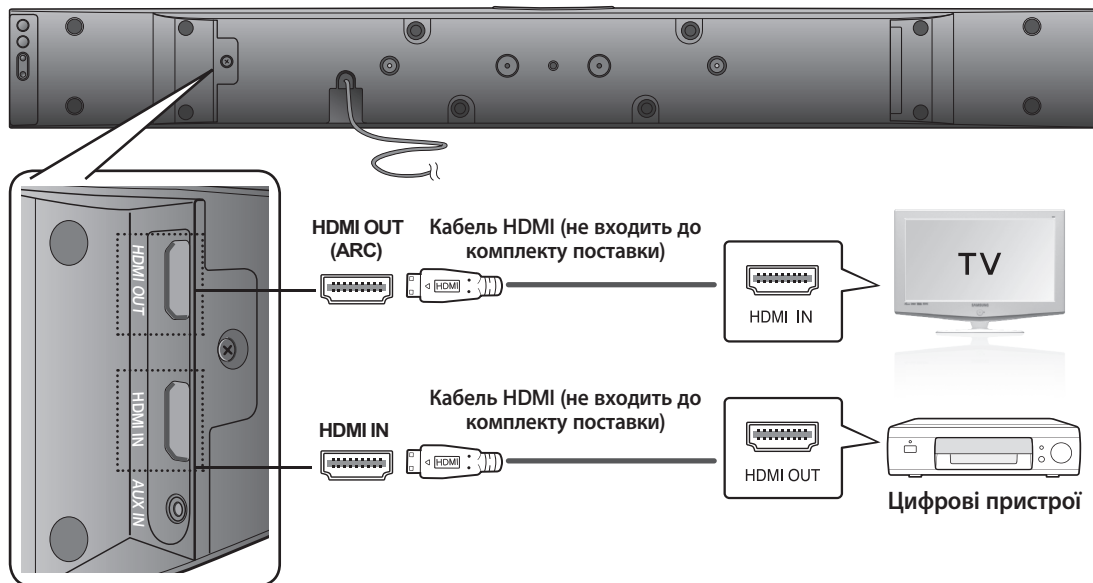 HDMI OUT
HDMI IN
AUX IN
HDMI OUT
(ARC)
Кабель HDMI (не входить до
комплекту поставки)
HDMI
HDMI IN
TV
HDMI IN
Кабель HDMI (не входить до
комплекту поставки)
HDMI
HDMI OUT
Цифрові пристрої